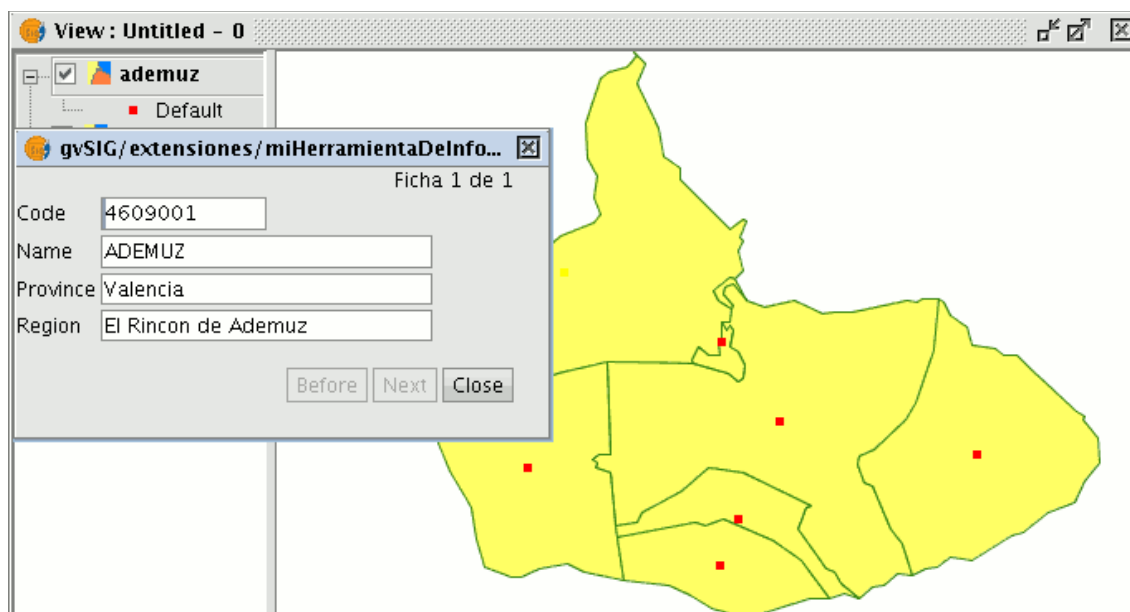 View : Untitled - 0
ademuz
Default
gvSIG/extensiones/miHerramientaDeInfo...
Ficha 1 de 1
Code 4609001
Name ADEMUZ
Province Valencia
Region El Rincon de Ademuz
Before Next Close